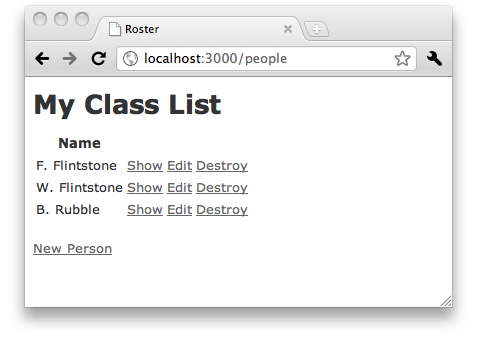 Roster
localhost:3000/people
My Class List
Name
F. Flintstone Show Edit Destroy
W. Flintstone Show Edit Destroy
B. Rubble Show Edit Destroy
New Person